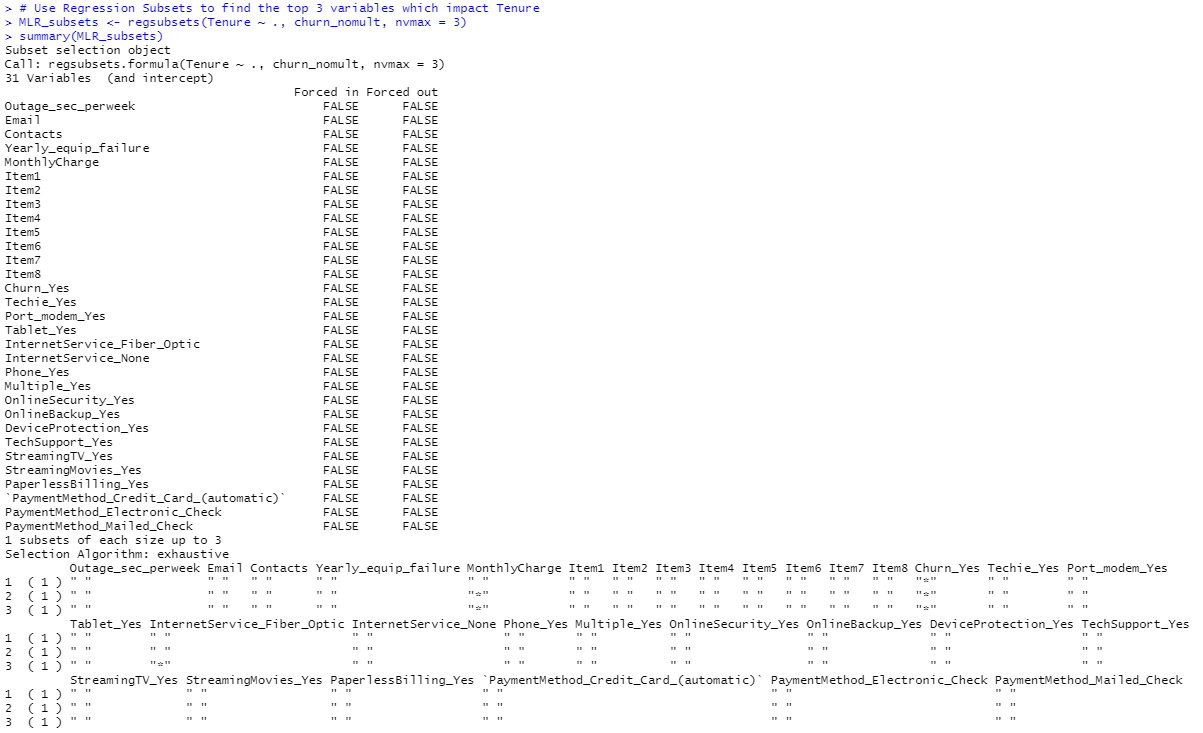 > # Use Regression Subsets to find the top 3 variables which impact Tenure
> MLR_subsets <- regsubsets(Tenure ~ ., churn_nomult, nvmax = 3)
> summary(MLR_subsets)
Subset selection object
Call: regsubsets.formula(Tenure ~ ., churn_nomult, nvmax = 3)
31 Variables  (and intercept)
Forced in Forced out
Outage_sec_perweek FALSE FALSE
Email FALSE FALSE
Contacts FALSE FALSE
Yearly_equip_failure FALSE FALSE
MonthlyCharge FALSE FALSE
Item1 FALSE FALSE
Item2 FALSE FALSE
Item3 FALSE FALSE
Item4 FALSE FALSE
Item5 FALSE FALSE
Item6 FALSE FALSE
Item7 FALSE FALSE
Item8 FALSE FALSE
Churn_Yes FALSE FALSE
Techie_Yes FALSE FALSE
Port_modem_Yes FALSE FALSE
Tablet_Yes FALSE FALSE
InternetService_Fiber_Optic FALSE FALSE
InternetService_None FALSE FALSE
Phone_Yes FALSE FALSE
Multiple_Yes FALSE FALSE
OnlineSecurity_Yes FALSE FALSE
OnlineBackup_Yes FALSE FALSE
DeviceProtection_Yes FALSE FALSE
TechSupport_Yes FALSE FALSE
StreamingTV_Yes FALSE FALSE
StreamingMovies_Yes FALSE FALSE
PaperlessBilling_Yes FALSE FALSE
`PaymentMethod_Credit_Card_(automatic)` FALSE FALSE
PaymentMethod_Electronic_Check FALSE FALSE
PaymentMethod_Mailed_Check FALSE FALSE
1 subsets of each size up to 3
Selection Algorithm: exhaustive
Outage_sec_perweek Email Contacts Yearly_equip_failure MonthlyCharge Item1 Item2 Item3 Item4 Item5 Item6 Item7 Item8 Churn_Yes Techie_Yes Port_modem_Yes
1  ( 1 ) " " " " " " " " " " " " " " " " " " " " " " " " " " "*" " " " "
2  ( 1 ) " " " " " " " " "*" " " " " " " " " " " " " " " " " "*" " " " "
3  ( 1 ) " " " " " " " " "*" " " " " " " " " " " " " " " " " "*" " " " "
Tablet_Yes InternetService_Fiber_Optic InternetService_None Phone_Yes Multiple_Yes OnlineSecurity_Yes OnlineBackup_Yes DeviceProtection_Yes TechSupport_Yes
1  ( 1 ) " " " " " " " " " " " " " " " " " "
2  ( 1 ) " " " " " " " " " " " " " " " " " "
3  ( 1 ) " " "*" " " " " " " " " " " " " " "
StreamingTV_Yes StreamingMovies_Yes PaperlessBilling_Yes `PaymentMethod_Credit_Card_(automatic)` PaymentMethod_Electronic_Check PaymentMethod_Mailed_Check
1  ( 1 ) " " " " " " " " " " " "
2  ( 1 ) " " " " " " " " " " " "
3  ( 1 ) " " " " " " " " " " " "